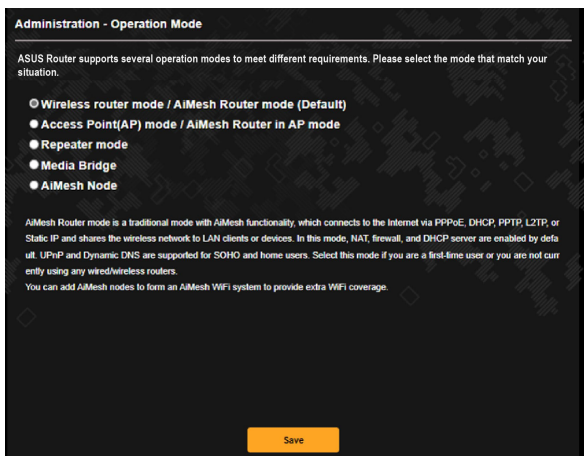 Administration - Operation Mode
ASUS Router supports several operation modes to meet different requirements. Please select the mode that match your
situation.
Wireless router mode / AiMesh Router mode (Default)
Access Point(AP) mode / AiMesh Router in AP mode
Repeater mode
Media Bridge
AiMesh Node
AiMesh Router mode is a traditional mode with AiMesh functionality, which connects to the Internet via PPPoE, DHCP, PPTP, L2TP, or
Static IP and shares the wireless network to LAN clients or devices. In this mode, NAT, firewall, and DHCP server are enabled by defa
ult. UPnP and Dynamic DNS are supported for SOHO and home users. Select this mode if you are a first-time user or you are not curr
ently using any wired/wireless routers.
You can add AiMesh nodes to form an AiMesh WiFi system to provide extra WiFi coverage.
Save